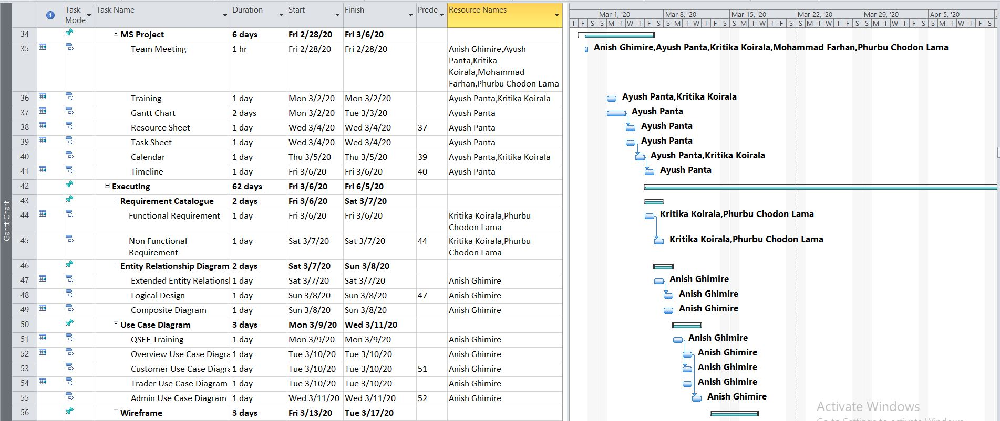 Task Mode Task Name Duration Start Finish Prede Resource Names
Mar 1, '20 Mar 8, '20 Mar 15, '20 Mar 22, '20 Mar 29, '20 Apr 5, '20
T F S S M T W T F S S M T W T F S S M T W T F S S M T W T F S S M T W T F S S M T W T F S
Gantt Chart
34 MS Project 6 days Fri 2/28/20 Fri 3/6/20
35 Team Meeting 1 hr Fri 2/28/20 Fri 2/28/20 Anish Ghimire,Ayush
Panta,Kritika
Koirala,Mohammad
Farhan,Phurbu Chodon Lama
Anish Ghimire,Ayush Panta,Kritika Koirala,Mohammad Farhan,Phurbu Chodon Lama
36 Training 1 day Mon 3/2/20 Mon 3/2/20 Ayush Panta,Kritika Koirala Ayush Panta,Kritika Koirala
37 Gantt Chart 2 days Mon 3/2/20 Tue 3/3/20 Ayush Panta Ayush Panta
38 Resource Sheet 1 day Wed 3/4/20 Wed 3/4/20 37 Ayush Panta Ayush Panta
39 Task Sheet 1 day Wed 3/4/20 Wed 3/4/20 Ayush Panta Ayush Panta
40 Calendar 1 day Thu 3/5/20 Thu 3/5/20 39 Ayush Panta,Kritika Koirala Ayush Panta,Kritika Koirala
41 Timeline 1 day Fri 3/6/20 Fri 3/6/20 40 Ayush Panta Ayush Panta
42 Executing 62 days Fri 3/6/20 Fri 6/5/20
43 Requirement Catalogue 2 days Fri 3/6/20 Sat 3/7/20
44 Functional Requirement 1 day Fri 3/6/20 Fri 3/6/20 Kritika Koirala,Phurbu
Chodon Lama
Kritika Koirala,Phurbu Chodon Lama
45 Non Functional 1 day Sat 3/7/20 Sat 3/7/20 44 Kritika Koirala,Phurbu
Requirement Chodon Lama
Kritika Koirala,Phurbu Chodon Lama
46 Entity Relationship Diagram 2 days Sat 3/7/20 Sun 3/8/20
47 Extended Entity Relations 1 day Sat 3/7/20 Sat 3/7/20 Anish Ghimire Anish Ghimire
48 Logical Design 1 day Sun 3/8/20 Sun 3/8/20 47 Anish Ghimire Anish Ghimire
49 Composite Diagram 1 day Sun 3/8/20 Sun 3/8/20 Anish Ghimire Anish Ghimire
50 Use Case Diagram 3 days Mon 3/9/20 Wed 3/11/20
51 QSEE Training 1 day Mon 3/9/20 Mon 3/9/20 Anish Ghimire Anish Ghimire
52 Overview Use Case Diagra 1 day Tue 3/10/20 Tue 3/10/20 Anish Ghimire Anish Ghimire
53 Customer Use Case Diagra 1 day Tue 3/10/20 Tue 3/10/20 51 Anish Ghimire Anish Ghimire
54 Trader Use Case Diagram 1 day Tue 3/10/20 Tue 3/10/20 Anish Ghimire Anish Ghimire
55 Admin Use Case Diagram 1 day Wed 3/11/20 Wed 3/11/20 52 Anish Ghimire Anish Ghimire
56 Wireframe 3 days Fri 3/13/20 Tue 3/17/20
Activate Windows